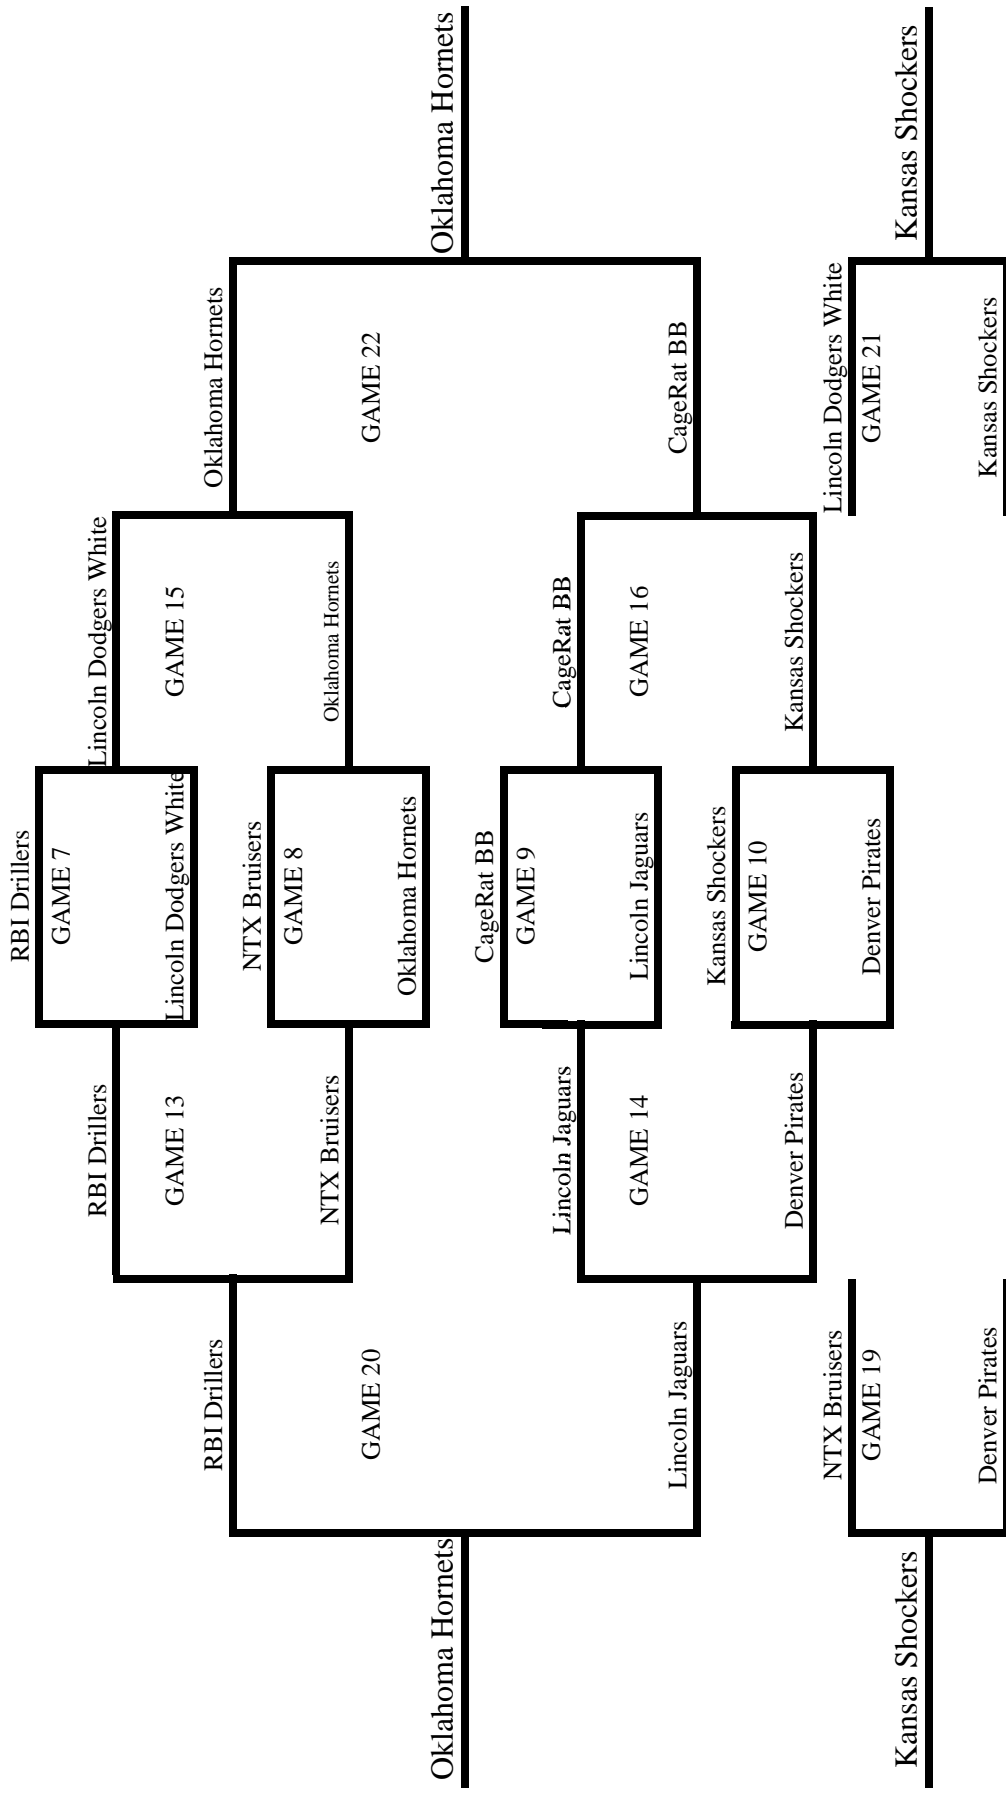 RBI Drillers
GAME 7
Lincoln Dodgers White
NTX Bruisers
GAME 8
Oklahoma Hornets
CageRat BB
GAME 9
Lincoln Jaguars
Kansas Shockers
GAME 10
Denver Pirates
RBI Drillers
GAME 13
NTX Bruisers
Lincoln Jaguars
GAME 14
Denver Pirates
Lincoln Dodgers White
GAME 15
Oklahoma Hornets
CageRat BB
GAME 16
Kansas Shockers
RBI Drillers
GAME 20
Lincoln Jaguars
NTX Bruisers
GAME 19
Denver Pirates
Oklahoma Hornets
GAME 22
CageRat BB
Lincoln Dodgers White
GAME 21
Kansas Shockers
Oklahoma Hornets
Kansas Shockers
Oklahoma Hornets
Kansas Shockers